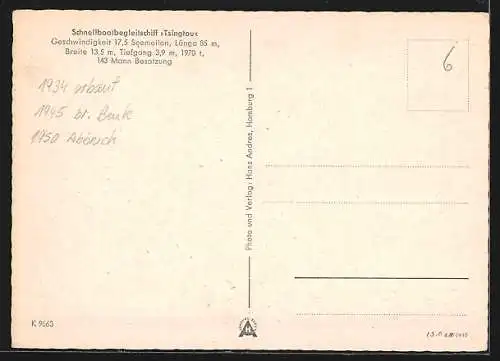 Schnellbootbegleitschiff ›Tsingtou‹
Geschwindigkeit 17,5 Seemeilen, Länge 85 m,
Breite 13,5 m, Tiefgang 3,9 m, 1970 t,
143 Mann Besatzung
1934 erbaut
1945 br. Beute
1950 Abbruch
6
Photo und Verlag: Hans Andres, Hamburg 1
K 9663